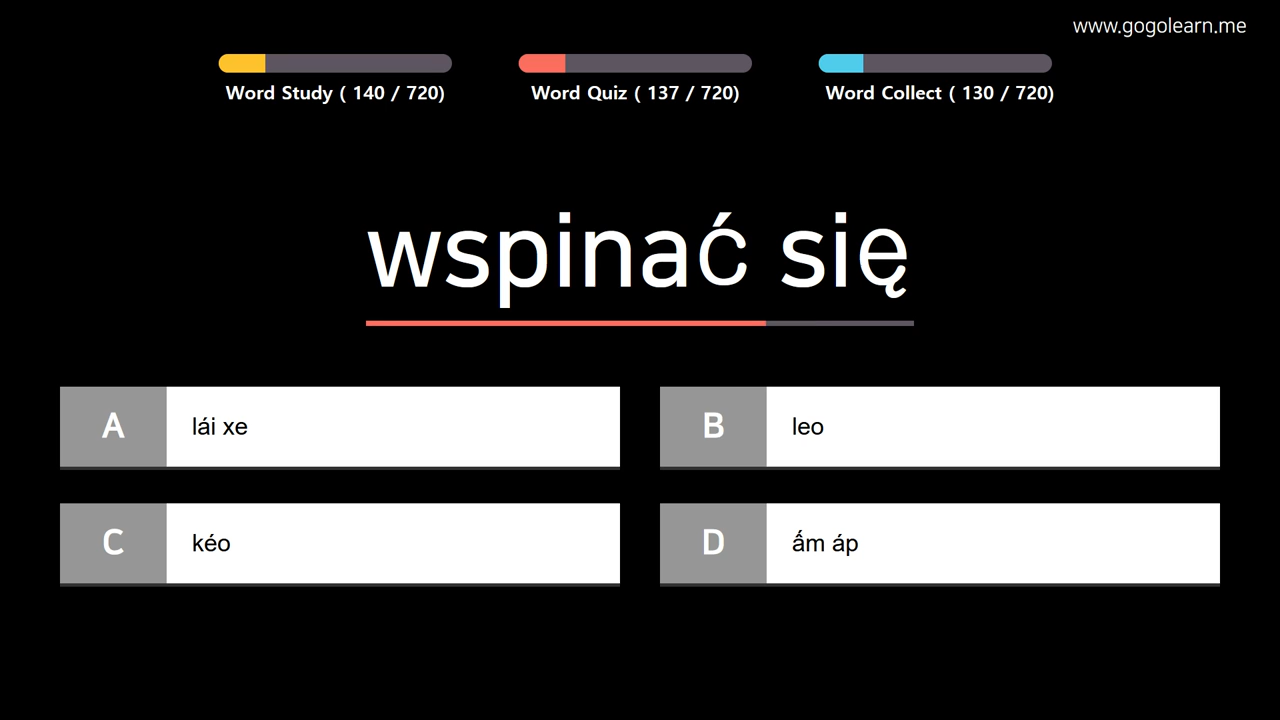 www.gogolearn.me
Word Study ( 140 / 720)
Word Quiz ( 137 / 720)
Word Collect ( 130 / 720)
wspinać się
A lái xe
B leo
C kéo
D ấm áp